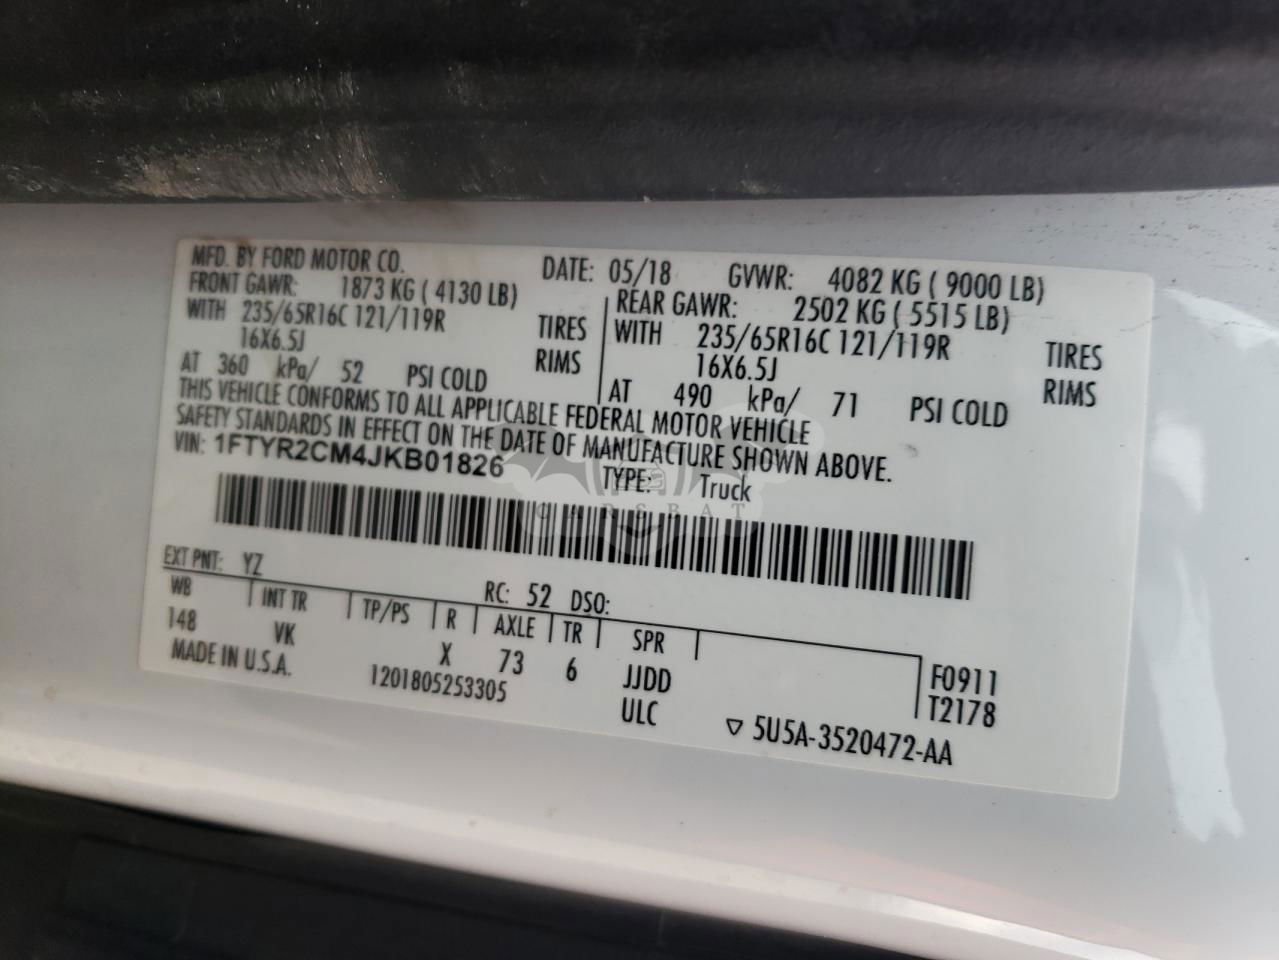 MFD. BY FORD MOTOR CO. DATE: 05/18 GVWR: 4082 KG ( 9000 LB)
FRONT GAWR: 1873 KG ( 4130 LB) REAR GAWR: 2502 KG ( 5515 LB)
WITH 235/65R16C 121/119R TIRES WITH 235/65R16C 121/119R TIRES
16X6.5J RIMS 16X6.5J RIMS
AT 360 kPa/ 52 PSI COLD AT 490 kPa/ 71 PSI COLD
THIS VEHICLE CONFORMS TO ALL APPLICABLE FEDERAL MOTOR VEHICLE
SAFETY STANDARDS IN EFFECT ON THE DATE OF MANUFACTURE SHOWN ABOVE.
VIN: 1FTYR2CM4JKB01826 TYPE: Truck
CARSBAT
EXT PNT: YZ RC: 52 DSO:
WB INT TR TP/PS R AXLE TR SPR
148 VK X 73 6 JJDD F0911
MADE IN U.S.A. 1201805253305 ULC T2178
5U5A-3520472-AA